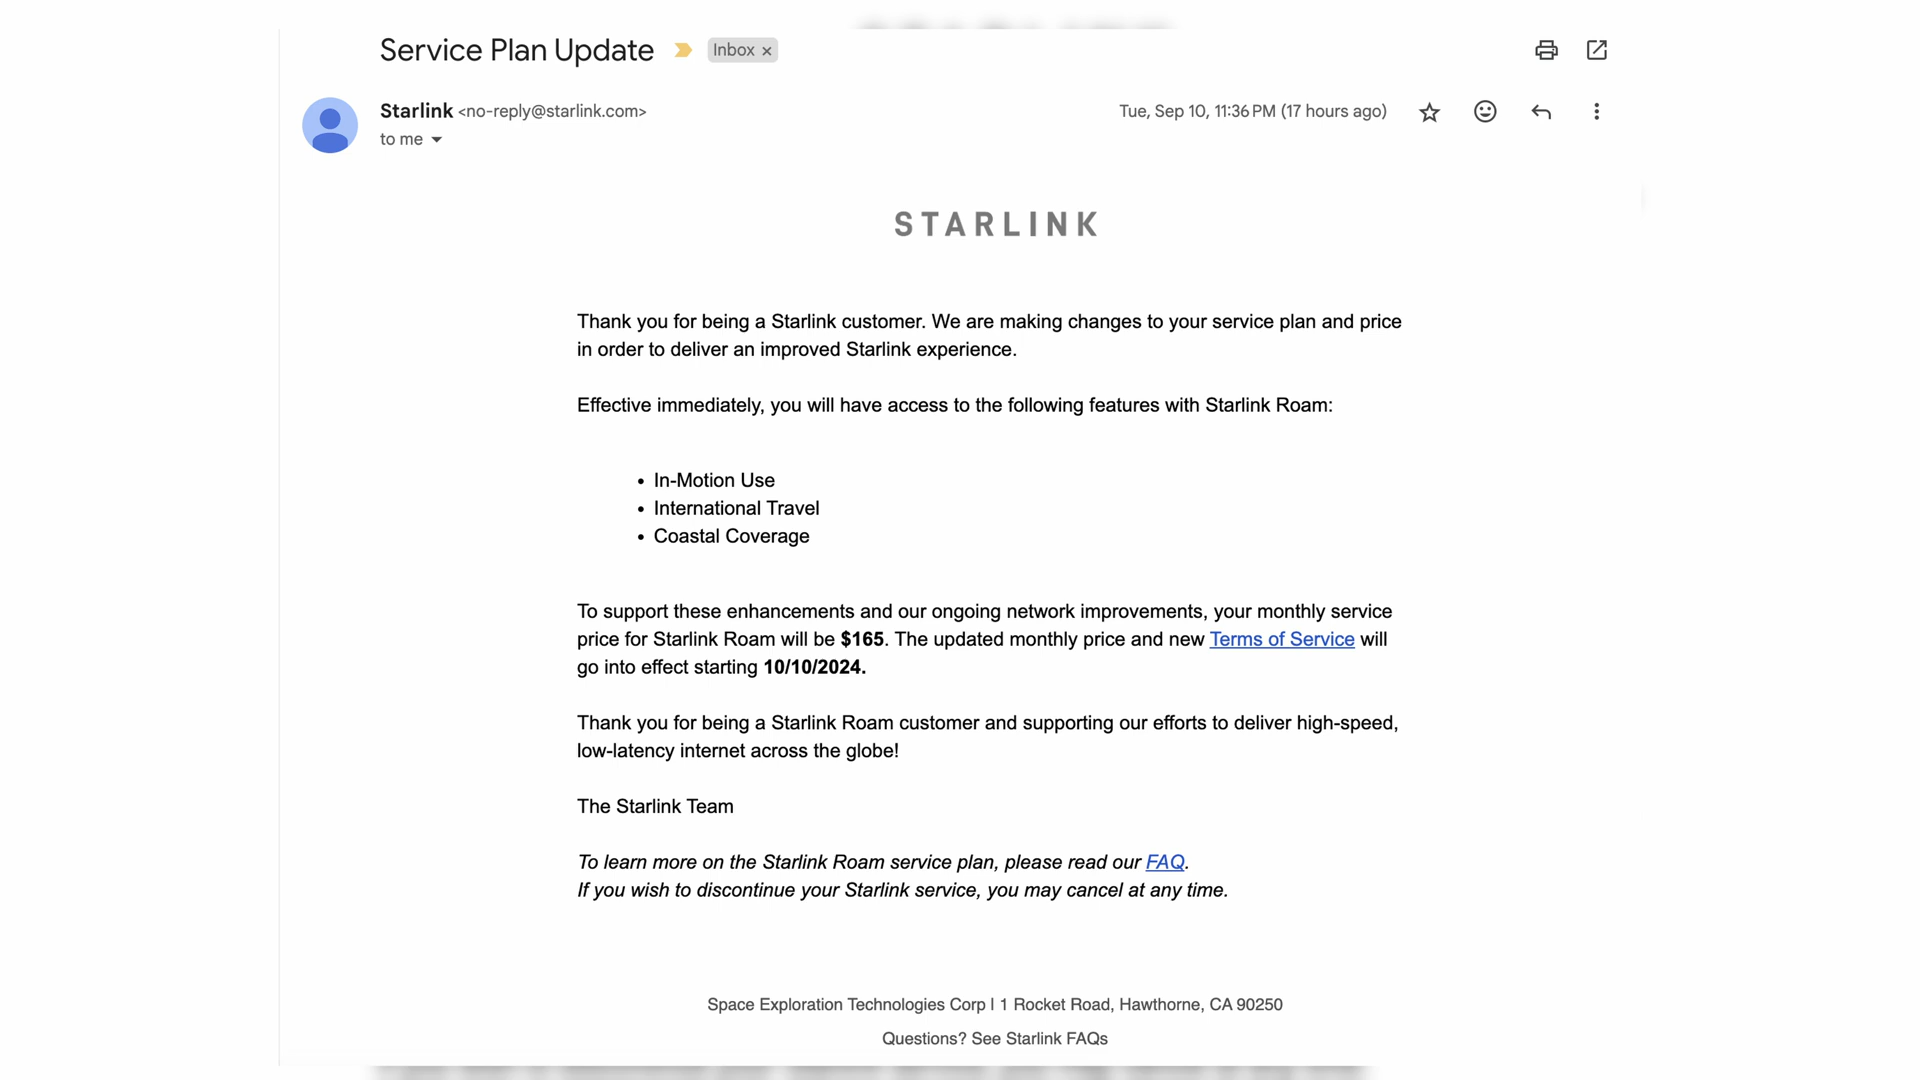 Service Plan Update Inbox ×
Starlink <no-reply@starlink.com> Tue, Sep 10, 11:36 PM (17 hours ago)
to me
STARLINK
Thank you for being a Starlink customer. We are making changes to your service plan and price
in order to deliver an improved Starlink experience.
Effective immediately, you will have access to the following features with Starlink Roam:
• In-Motion Use
• International Travel
• Coastal Coverage
To support these enhancements and our ongoing network improvements, your monthly service
price for Starlink Roam will be $165. The updated monthly price and new Terms of Service will
go into effect starting 10/10/2024.
Thank you for being a Starlink Roam customer and supporting our efforts to deliver high-speed,
low-latency internet across the globe!
The Starlink Team
To learn more on the Starlink Roam service plan, please read our FAQ.
If you wish to discontinue your Starlink service, you may cancel at any time.
Space Exploration Technologies Corp | 1 Rocket Road, Hawthorne, CA 90250
Questions? See Starlink FAQs